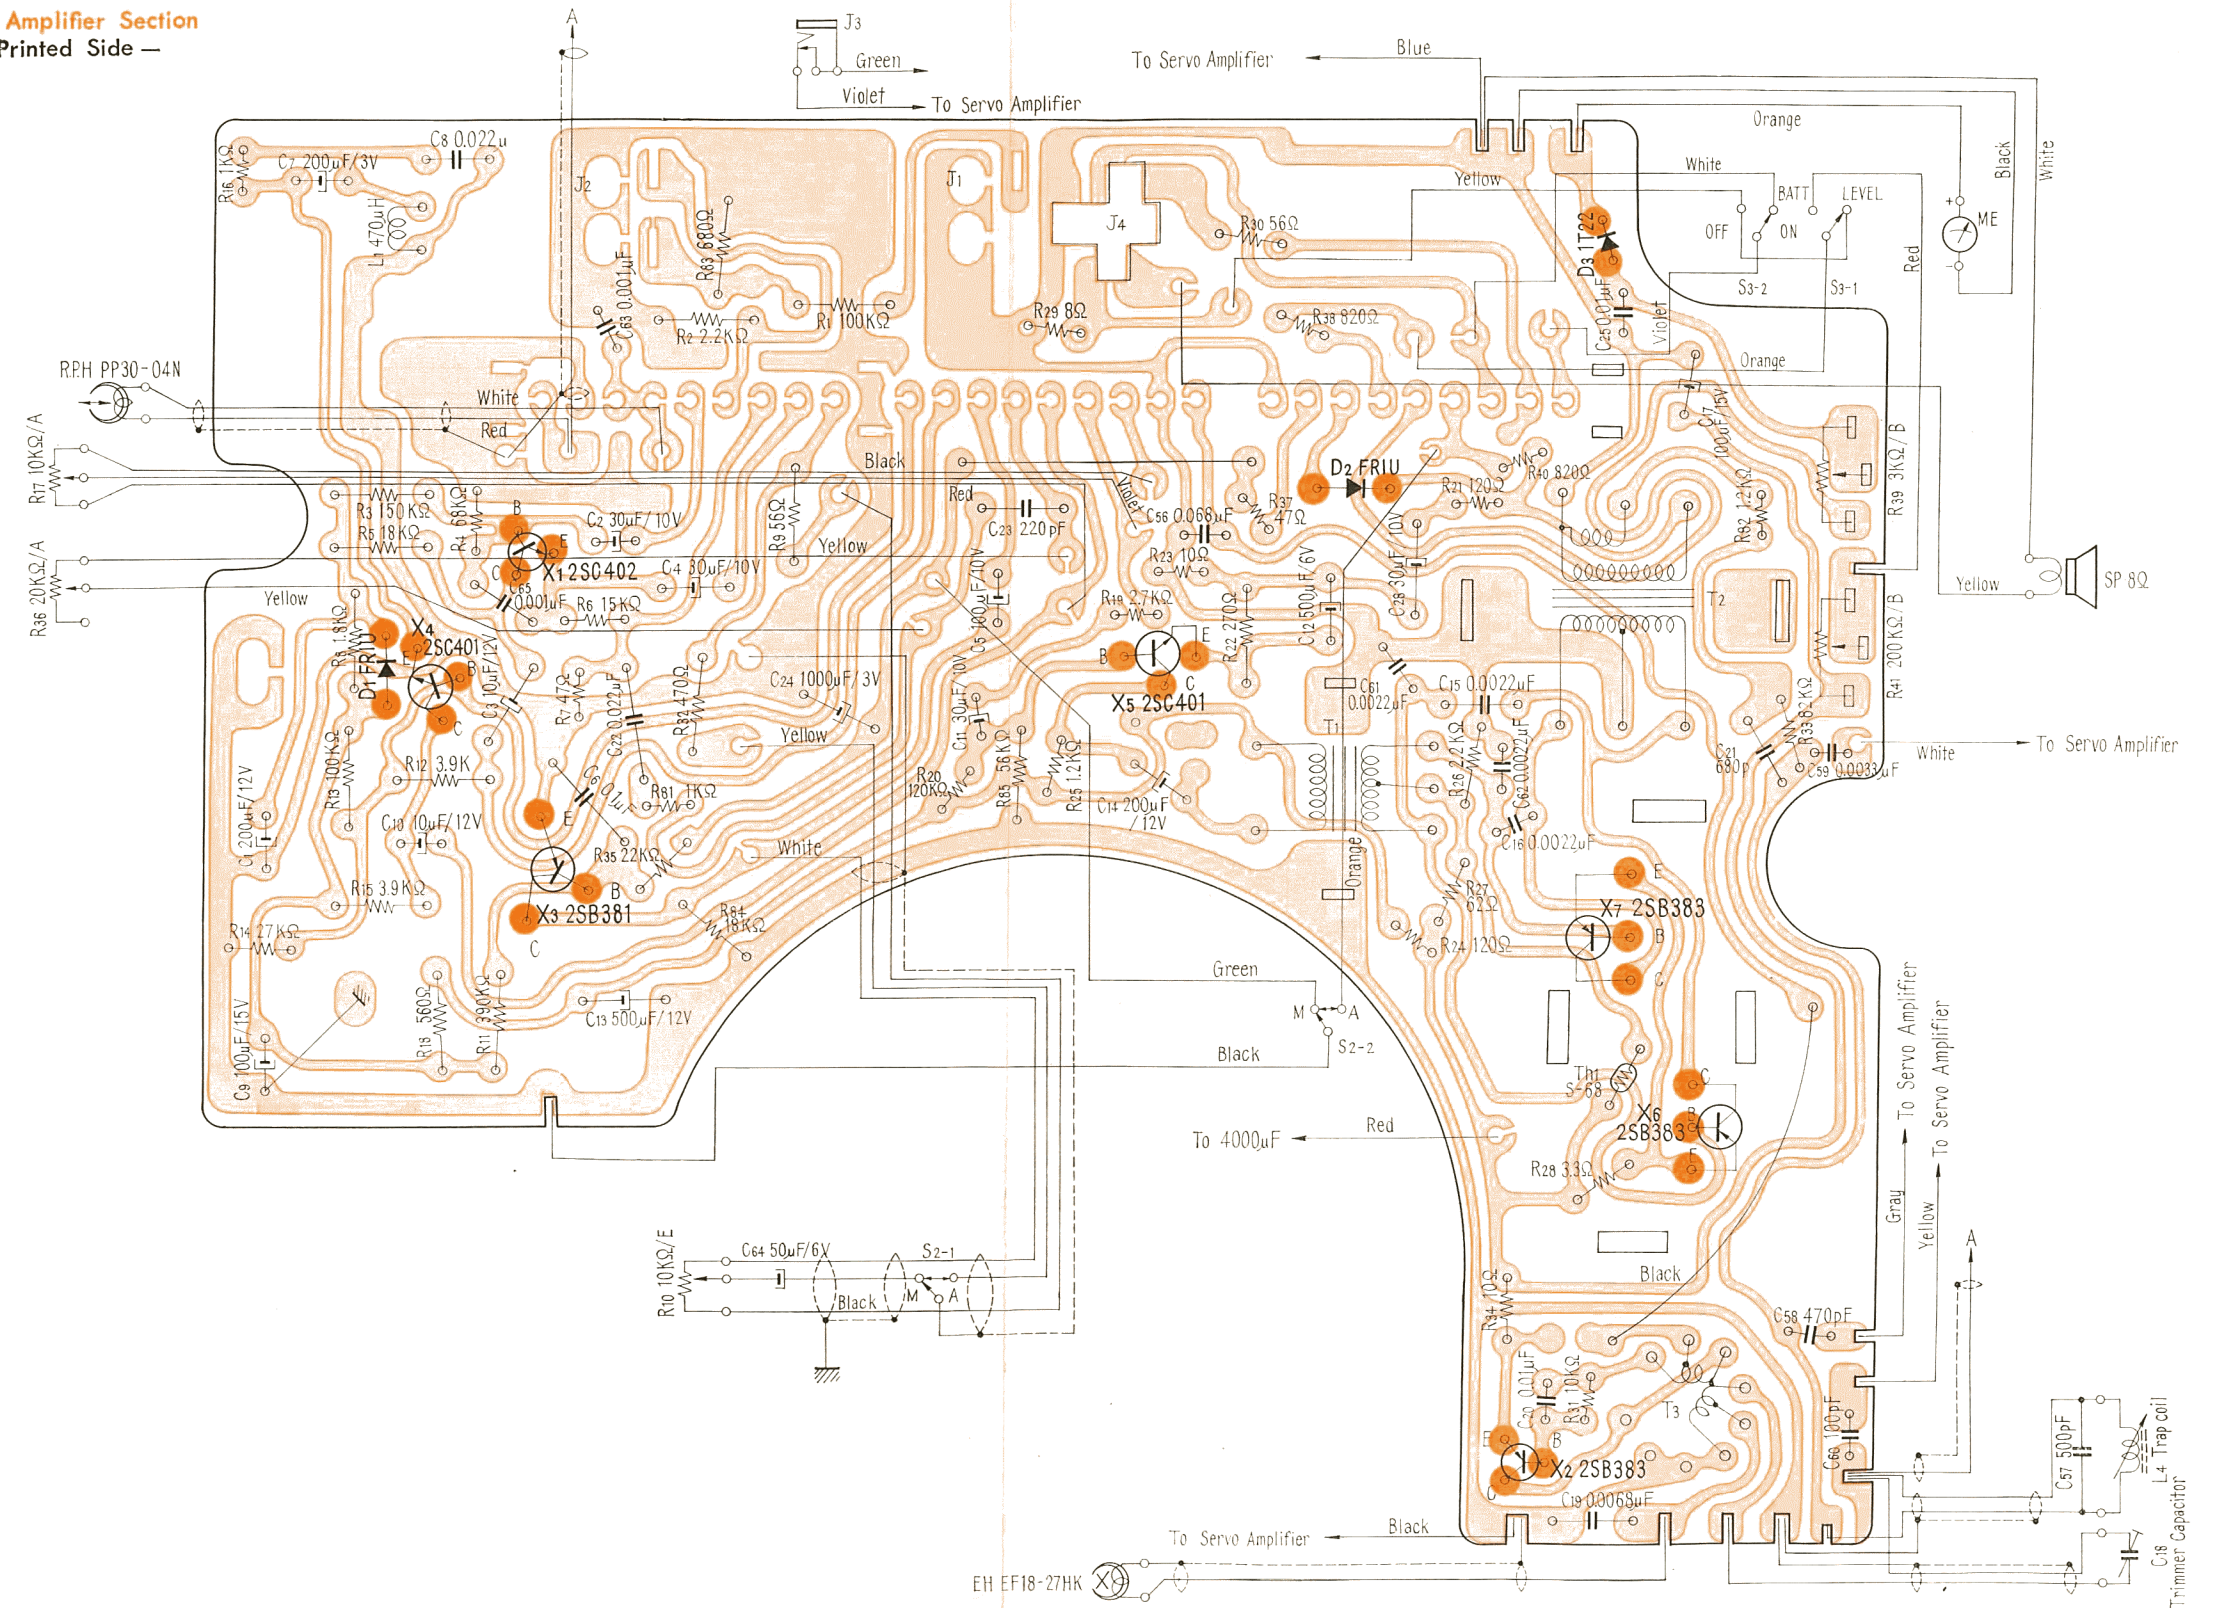 Amplifier Section
Printed Side —
A
J3
Green
Violet
To Servo Amplifier
To Servo Amplifier
Blue
Orange
Black
White
White
Yellow
BATT
LEVEL
OFF
ON
S3-2
S3-1
Red
ME
+
−
R16 1KΩ
C7 200μF/3V
C8 0.022μ
L1 470μH
J2
J1
J4
R83 680Ω
C63 0.001μF
R2 2.2KΩ
R1 100KΩ
R29 8Ω
R30 56Ω
R38 820Ω
D3 1T22
C25 0.01μF
Violet
Orange
C17 100μF/15V
R.P.H PP30-04N
White
Red
R17 10KΩ/A
R36 20KΩ/A
Black
Red
Violet
Yellow
Yellow
R3 150KΩ
R5 18KΩ
R4 68KΩ
B
E
C
X1 2SC402
C2 30μF/10V
C4 30μF/10V
C65 0.001μF
R6 15KΩ
R9 56Ω
C23 220pF
C5 100μF/10V
C56 0.068μF
R23 10Ω
R19 2.7KΩ
R37 47Ω
D2 FR1U
R21 120Ω
R40 820Ω
R82 1.2KΩ
R39 3KΩ/B
R41 200KΩ/B
SP 8Ω
Yellow
R22 270Ω
C12 500μF/6V
C28 30μF 10V
T2
R8 1.8KΩ
D1 FR1U
X4 2SC401
E
B
C
C3 10μF/12V
R7 47Ω
C22 0.022μF
R32 470Ω
C24 1000μF/3V
Yellow
C11 30μF/10V
B
E
C
X5 2SC401
C61 0.0022μF
C15 0.0022μF
T1
R26 2.2KΩ
C62 0.0022μF
C16 0.0022μF
C21 680p
R33 82KΩ
C59 0.0033μF
White
To Servo Amplifier
C1 200μF/12V
R13 100KΩ
R12 3.9K
C10 10μF/12V
C6 0.1μF
R81 1KΩ
R35 22KΩ
R20 120KΩ
R85 56KΩ
R25 1.2KΩ
C14 200μF/12V
White
Orange
E
B
X3 2SB381
C
R15 3.9KΩ
R14 27KΩ
R84 18KΩ
R27 62Ω
R24 120Ω
E
X7 2SB383
B
C
C9 100μF/15V
R18 560Ω
R11 390KΩ
C13 500μF/12V
Green
M
A
S2-2
Black
Th1 S-68
C
X6 2SB383
B
E
To 4000μF
Red
R28 3.3Ω
Gray
To Servo Amplifier
Yellow
To Servo Amplifier
R10 10KΩ/E
C64 50μF/6V
S2-1
Black
M
A
Black
A
R34 10Ω
C58 470pF
C20 0.01μF
R31 10KΩ
T3
C60 100pF
E
B
C
X2 2SB383
C19 0.0068μF
C57 500pF
L4 Trap coil
C18 Trimmer Capacitor
To Servo Amplifier
Black
EH EF18-27HK